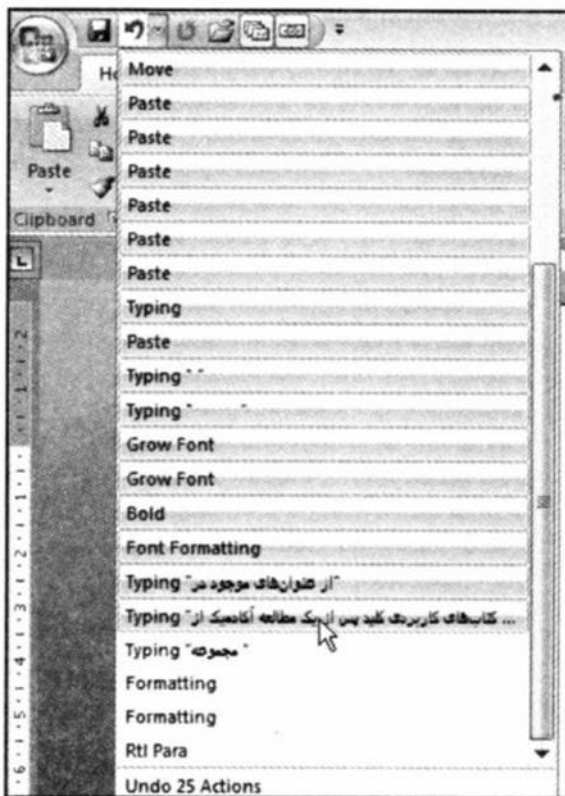 He
Move
Paste
Paste
Paste
Paste
Paste
Paste
Paste
Clipboard
Typing
Paste
Typing " "
Typing " "
Grow Font
Grow Font
Bold
Font Formatting
Typing "از عنوان‌های موجود در"
Typing "کتاب‌های کاربردی کلید پس از یک مطالعه آکادمیک از ...
Typing "مجموعه "
Formatting
Formatting
Rtl Para
Undo 25 Actions